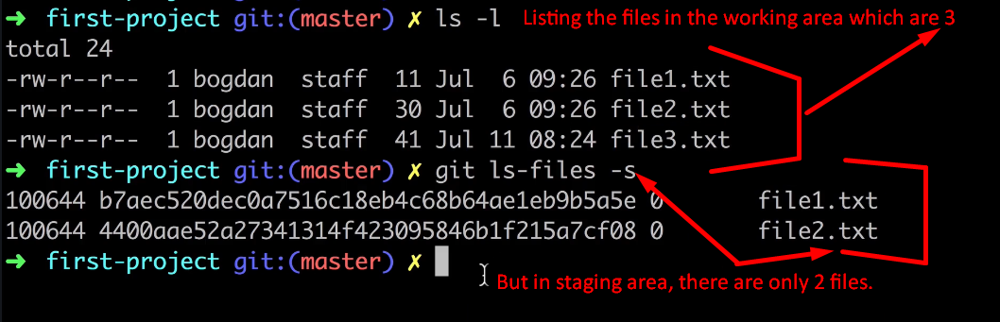 ➜ first-project git:(master) ✗ ls -l Listing the files in the working area which are 3
total 24
-rw-r--r-- 1 bogdan staff 11 Jul 6 09:26 file1.txt
-rw-r--r-- 1 bogdan staff 30 Jul 6 09:26 file2.txt
-rw-r--r-- 1 bogdan staff 41 Jul 11 08:24 file3.txt
➜ first-project git:(master) ✗ git ls-files -s
100644 b7aec520dec0a7516c18eb4c68b64ae1eb9b5a5e 0 file1.txt
100644 4400aae52a27341314f423095846b1f215a7cf08 0 file2.txt
➜ first-project git:(master) ✗
But in staging area, there are only 2 files.